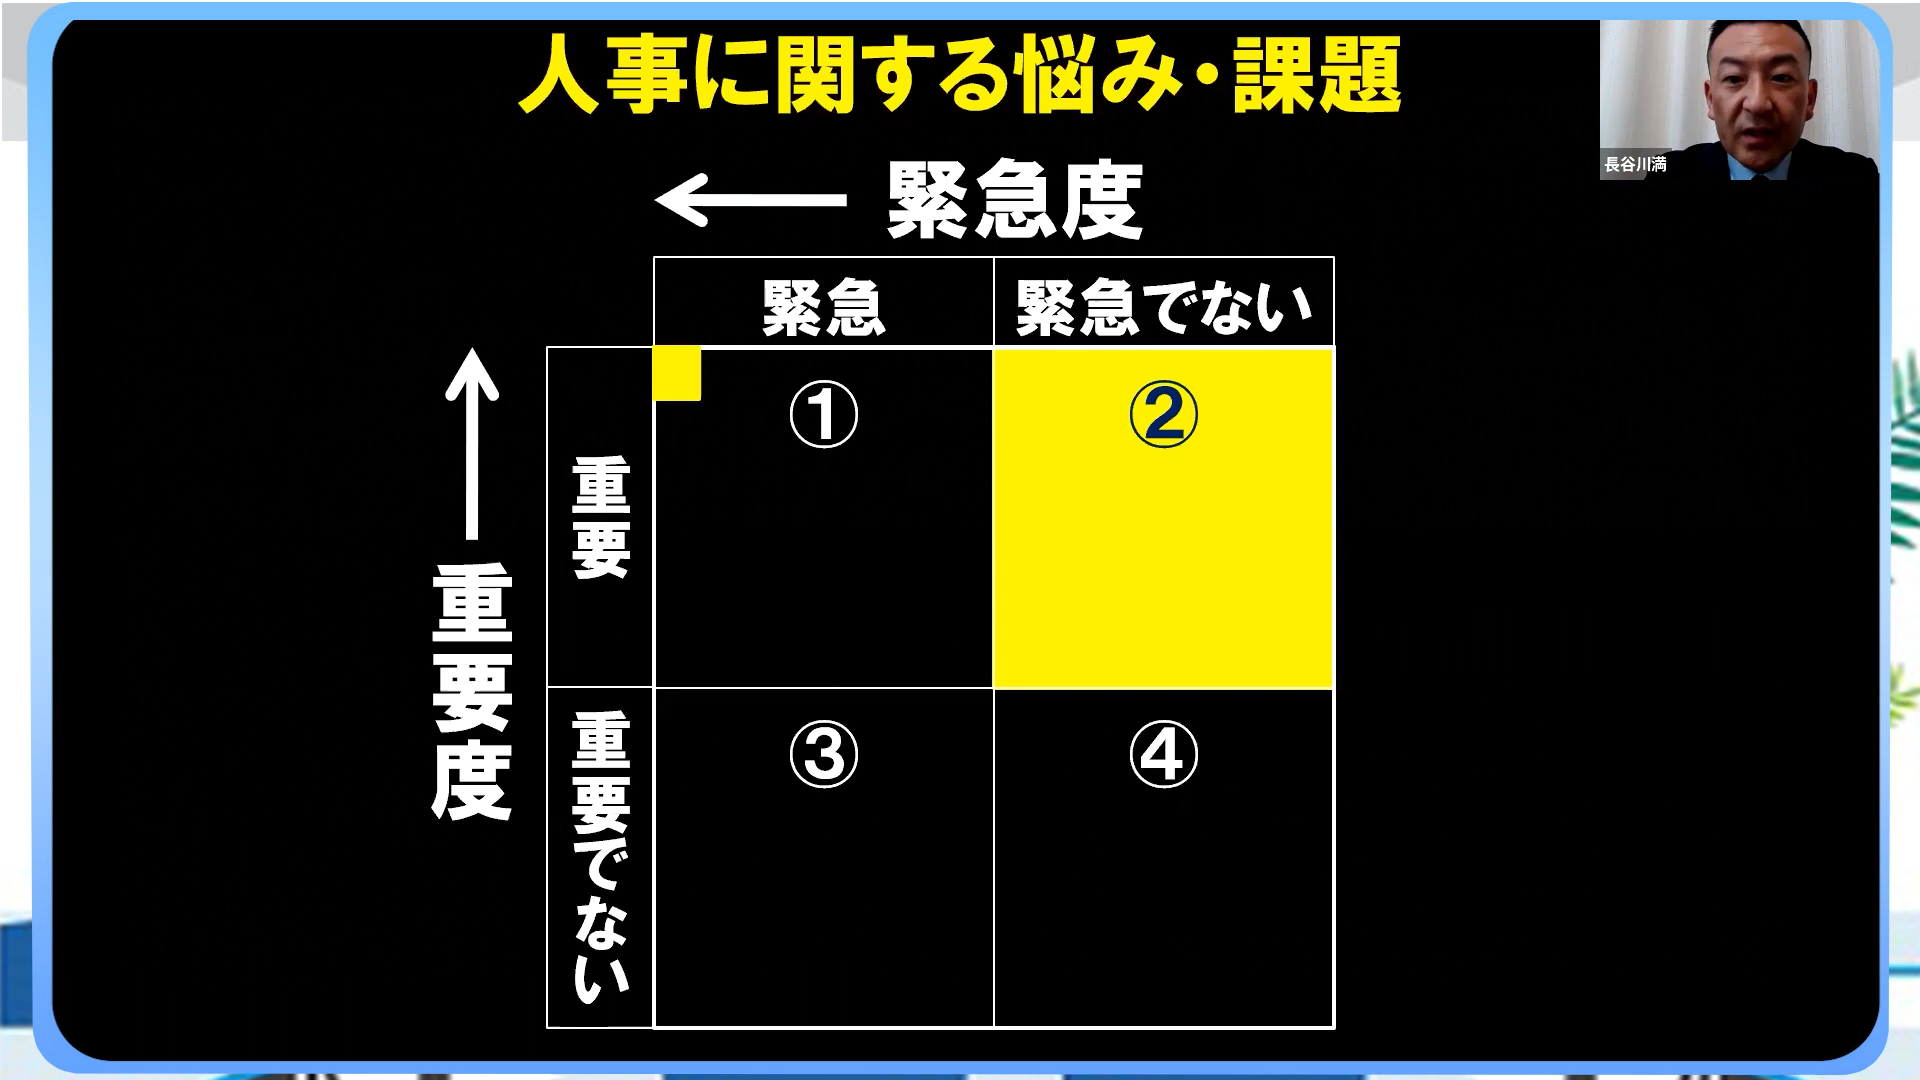 人事に関する悩み・課題
長谷川満
緊急度
緊急
緊急でない
重要度
重要
①
②
重要でない
③
④